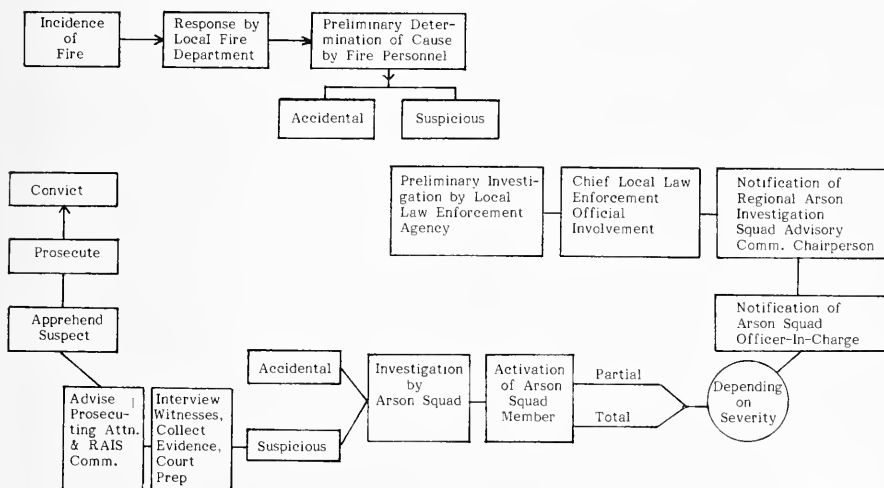 Incidence
of
Fire
Response by
Local Fire
Department
Preliminary Deter-
mination of Cause
by Fire Personnel
Accidental
Suspicious
Preliminary Investi-
gation by Local
Law Enforcement
Agency
Chief Local Law
Enforcement
Official
Involvement
Notification of
Regional Arson
Investigation
Squad Advisory
Comm. Chairperson
Notification of
Arson Squad
Officer-In-Charge
Depending
on
Severity
Partial
Total
Activation
of Arson
Squad
Member
Investigation
by
Arson Squad
Accidental
Suspicious
Interview
Witnesses,
Collect
Evidence,
Court
Prep
Advise
Prosecu-
ting Attn.
& RAIS
Comm.
Apprehend
Suspect
Prosecute
Convict